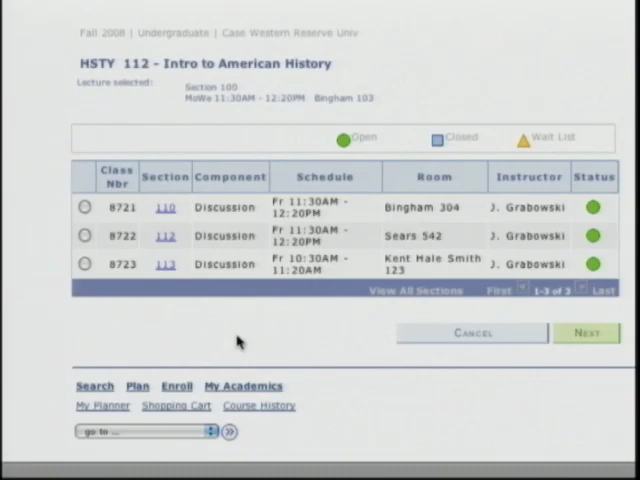 Fall 2008 | Undergraduate | Case Western Reserve Univ
HSTY 112 - Intro to American History
Lecture selected:
Section 100
MoWe 11:30AM - 12:20PM Bingham 103
Open Closed Wait List
Class Nbr Section Component Schedule Room Instructor Status
8721 110 Discussion Fr 11:30AM - 12:20PM Bingham 304 J. Grabowski
8722 112 Discussion Fr 11:30AM - 12:20PM Sears 542 J. Grabowski
8723 113 Discussion Fr 10:30AM - 11:20AM Kent Hale Smith 123 J. Grabowski
View All Sections First 1-3 of 3 Last
CANCEL NEXT
Search Plan Enroll My Academics
My Planner Shopping Cart Course History
go to ...